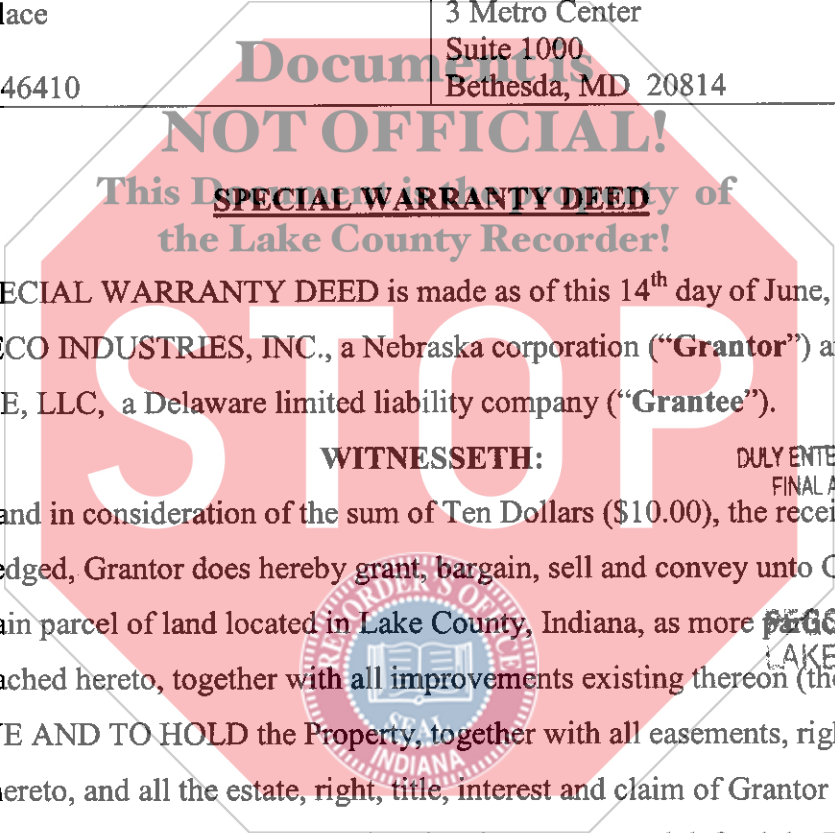 lace
3 Metro Center
Suite 1000
46410
Bethesda, MD 20814
Document is
NOT OFFICIAL!
This Document is the property of
the Lake County Recorder!
SPECIAL WARRANTY DEED
ECIAL WARRANTY DEED is made as of this 14th day of June,
ECO INDUSTRIES, INC., a Nebraska corporation (“Grantor”) a
E, LLC, a Delaware limited liability company (“Grantee”).
STOP
WITNESSETH:
DULY ENTE
FINAL A
and in consideration of the sum of Ten Dollars ($10.00), the recei
edged, Grantor does hereby grant, bargain, sell and convey unto G
ain parcel of land located in Lake County, Indiana, as more
LAKE
ached hereto, together with all improvements existing thereon (the
E AND TO HOLD the Property, together with all easements, righ
hereto, and all the estate, right, title, interest and claim of Grantor
RECORDER'S OFFICE
SEAL
INDIANA